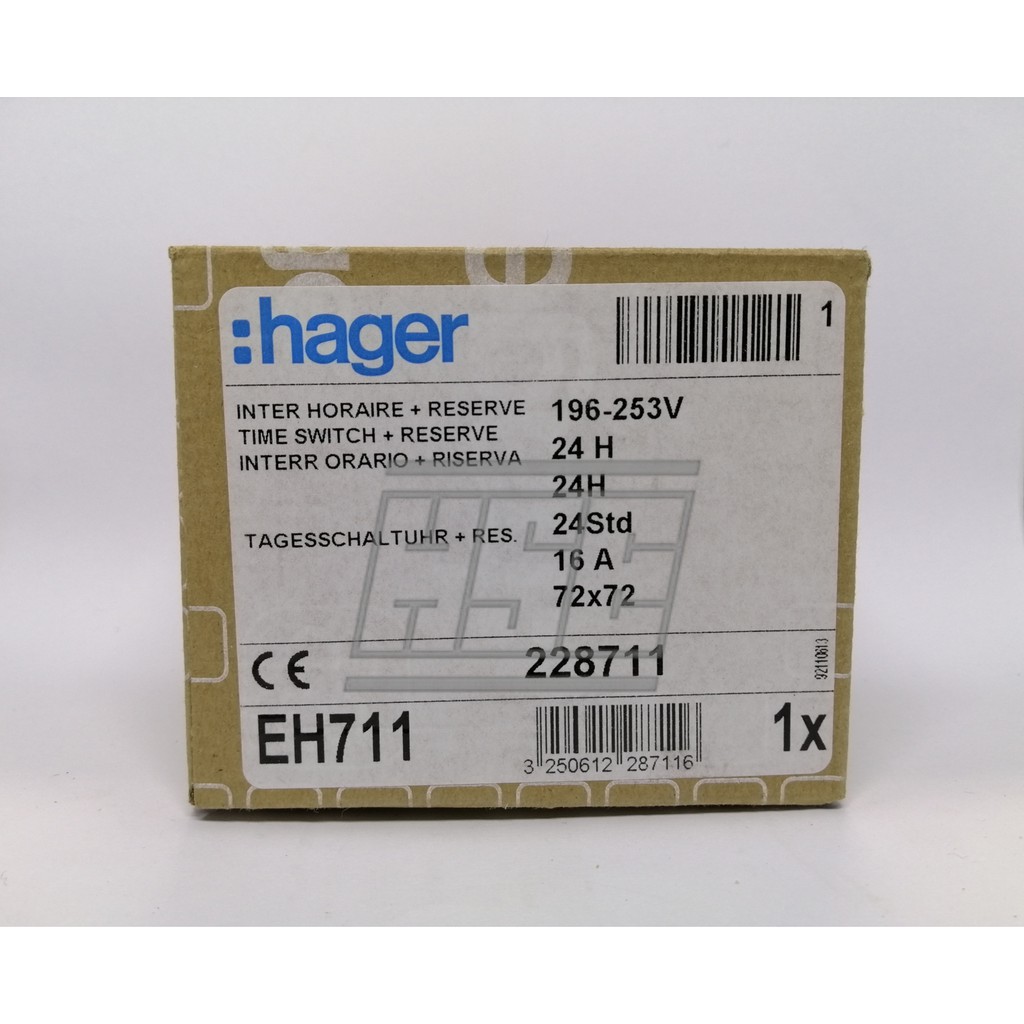 :hager
1
INTER HORAIRE + RESERVE 196-253V
TIME SWITCH + RESERVE 24 H
INTERR ORARIO + RISERVA 24H
TAGESSCHALTUHR + RES. 24Std
16 A
72x72
CE 228711
92110613
EH711
1x
3 250612 287116